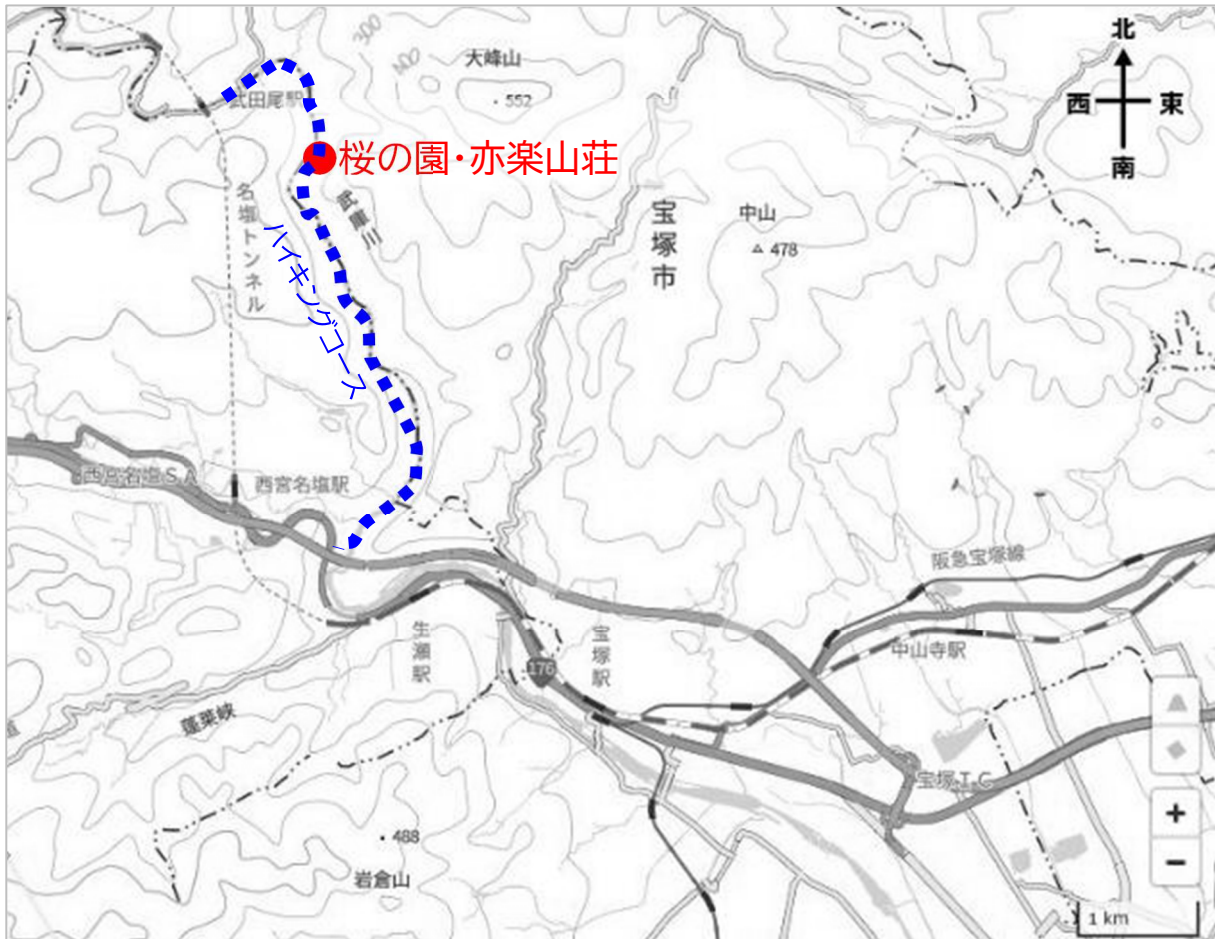 北
西 東
南
300
大峰山
・552
武田尾駅
桜の園・亦楽山荘
名塩トンネル
武庫川
ハイキングコース
宝塚市
中山
478
西宮名塩SA
西宮名塩駅
阪急宝塚線
生瀬駅
宝塚駅
176
中山寺駅
蓬莱峡
宝塚IC
・488
岩倉山
+
−
1 km